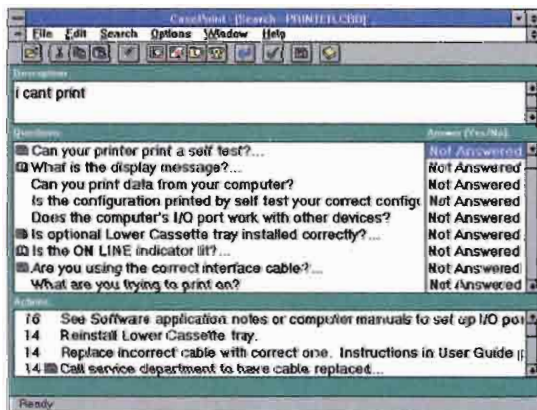 CasePoint - [Search - PRINTER.CBD]
File Edit Search Options Window Help
Description
i cant print
Questions Answer (Yes/No)
Can your printer print a self test?... Not Answered
What is the display message?... Not Answered
Can you print data from your computer? Not Answered
Is the configuration printed by self test your correct configu Not Answered
Does the computer's I/O port work with other devices? Not Answered
Is optional Lower Cassette tray installed correctly?... Not Answered
Is the ON LINE indicator lit?... Not Answered
Are you using the correct interface cable?... Not Answered
What are you trying to print on? Not Answered
Actions
16 See Software application notes or computer manuals to set up I/O por
14 Reinstall Lower Cassette tray.
14 Replace incorrect cable with correct one. Instructions in User Guide p
14 Call service department to have cable replaced...
Ready